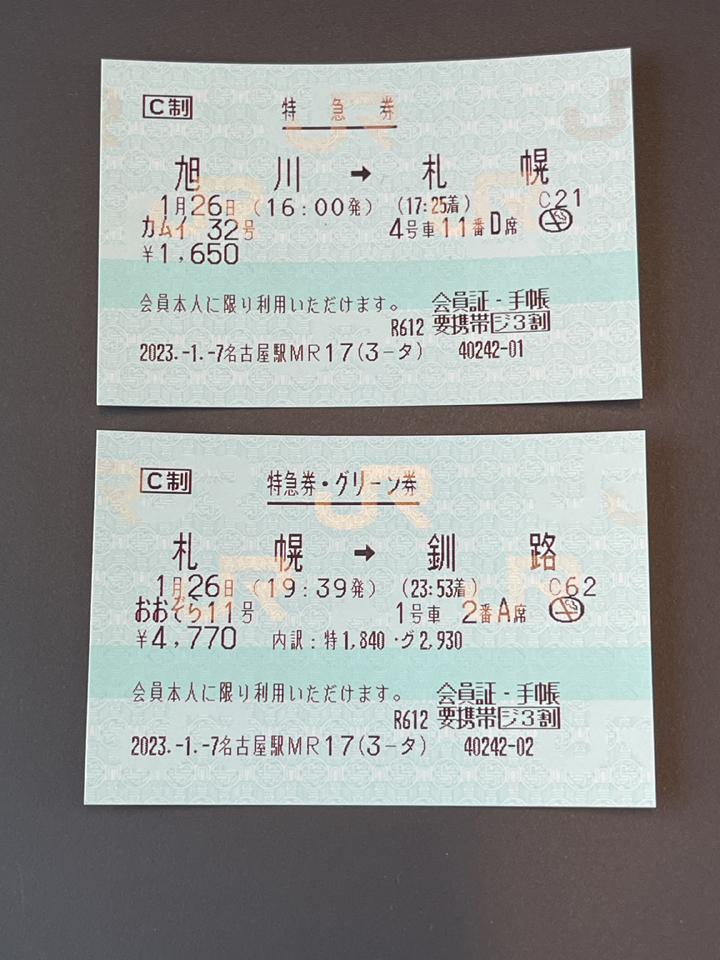 C制 特急券
旭川 → 札幌
1月26日 (16:00発) (17:25着) C21
カムイ 32号 4号車 11番D席
¥1,650
会員本人に限り利用いただけます。 会員証・手帳
R612 要携帯 ジ3割
2023.-1.-7名古屋駅MR17(3-タ) 40242-01
C制 特急券・グリーン券
札幌 → 釧路
1月26日 (19:39発) (23:53着) C62
おおぞら11号 1号車 2番A席
¥4,770 内訳:特1,840・グ2,930
会員本人に限り利用いただけます。 会員証・手帳
R612 要携帯 ジ3割
2023.-1.-7名古屋駅MR17(3-タ) 40242-02